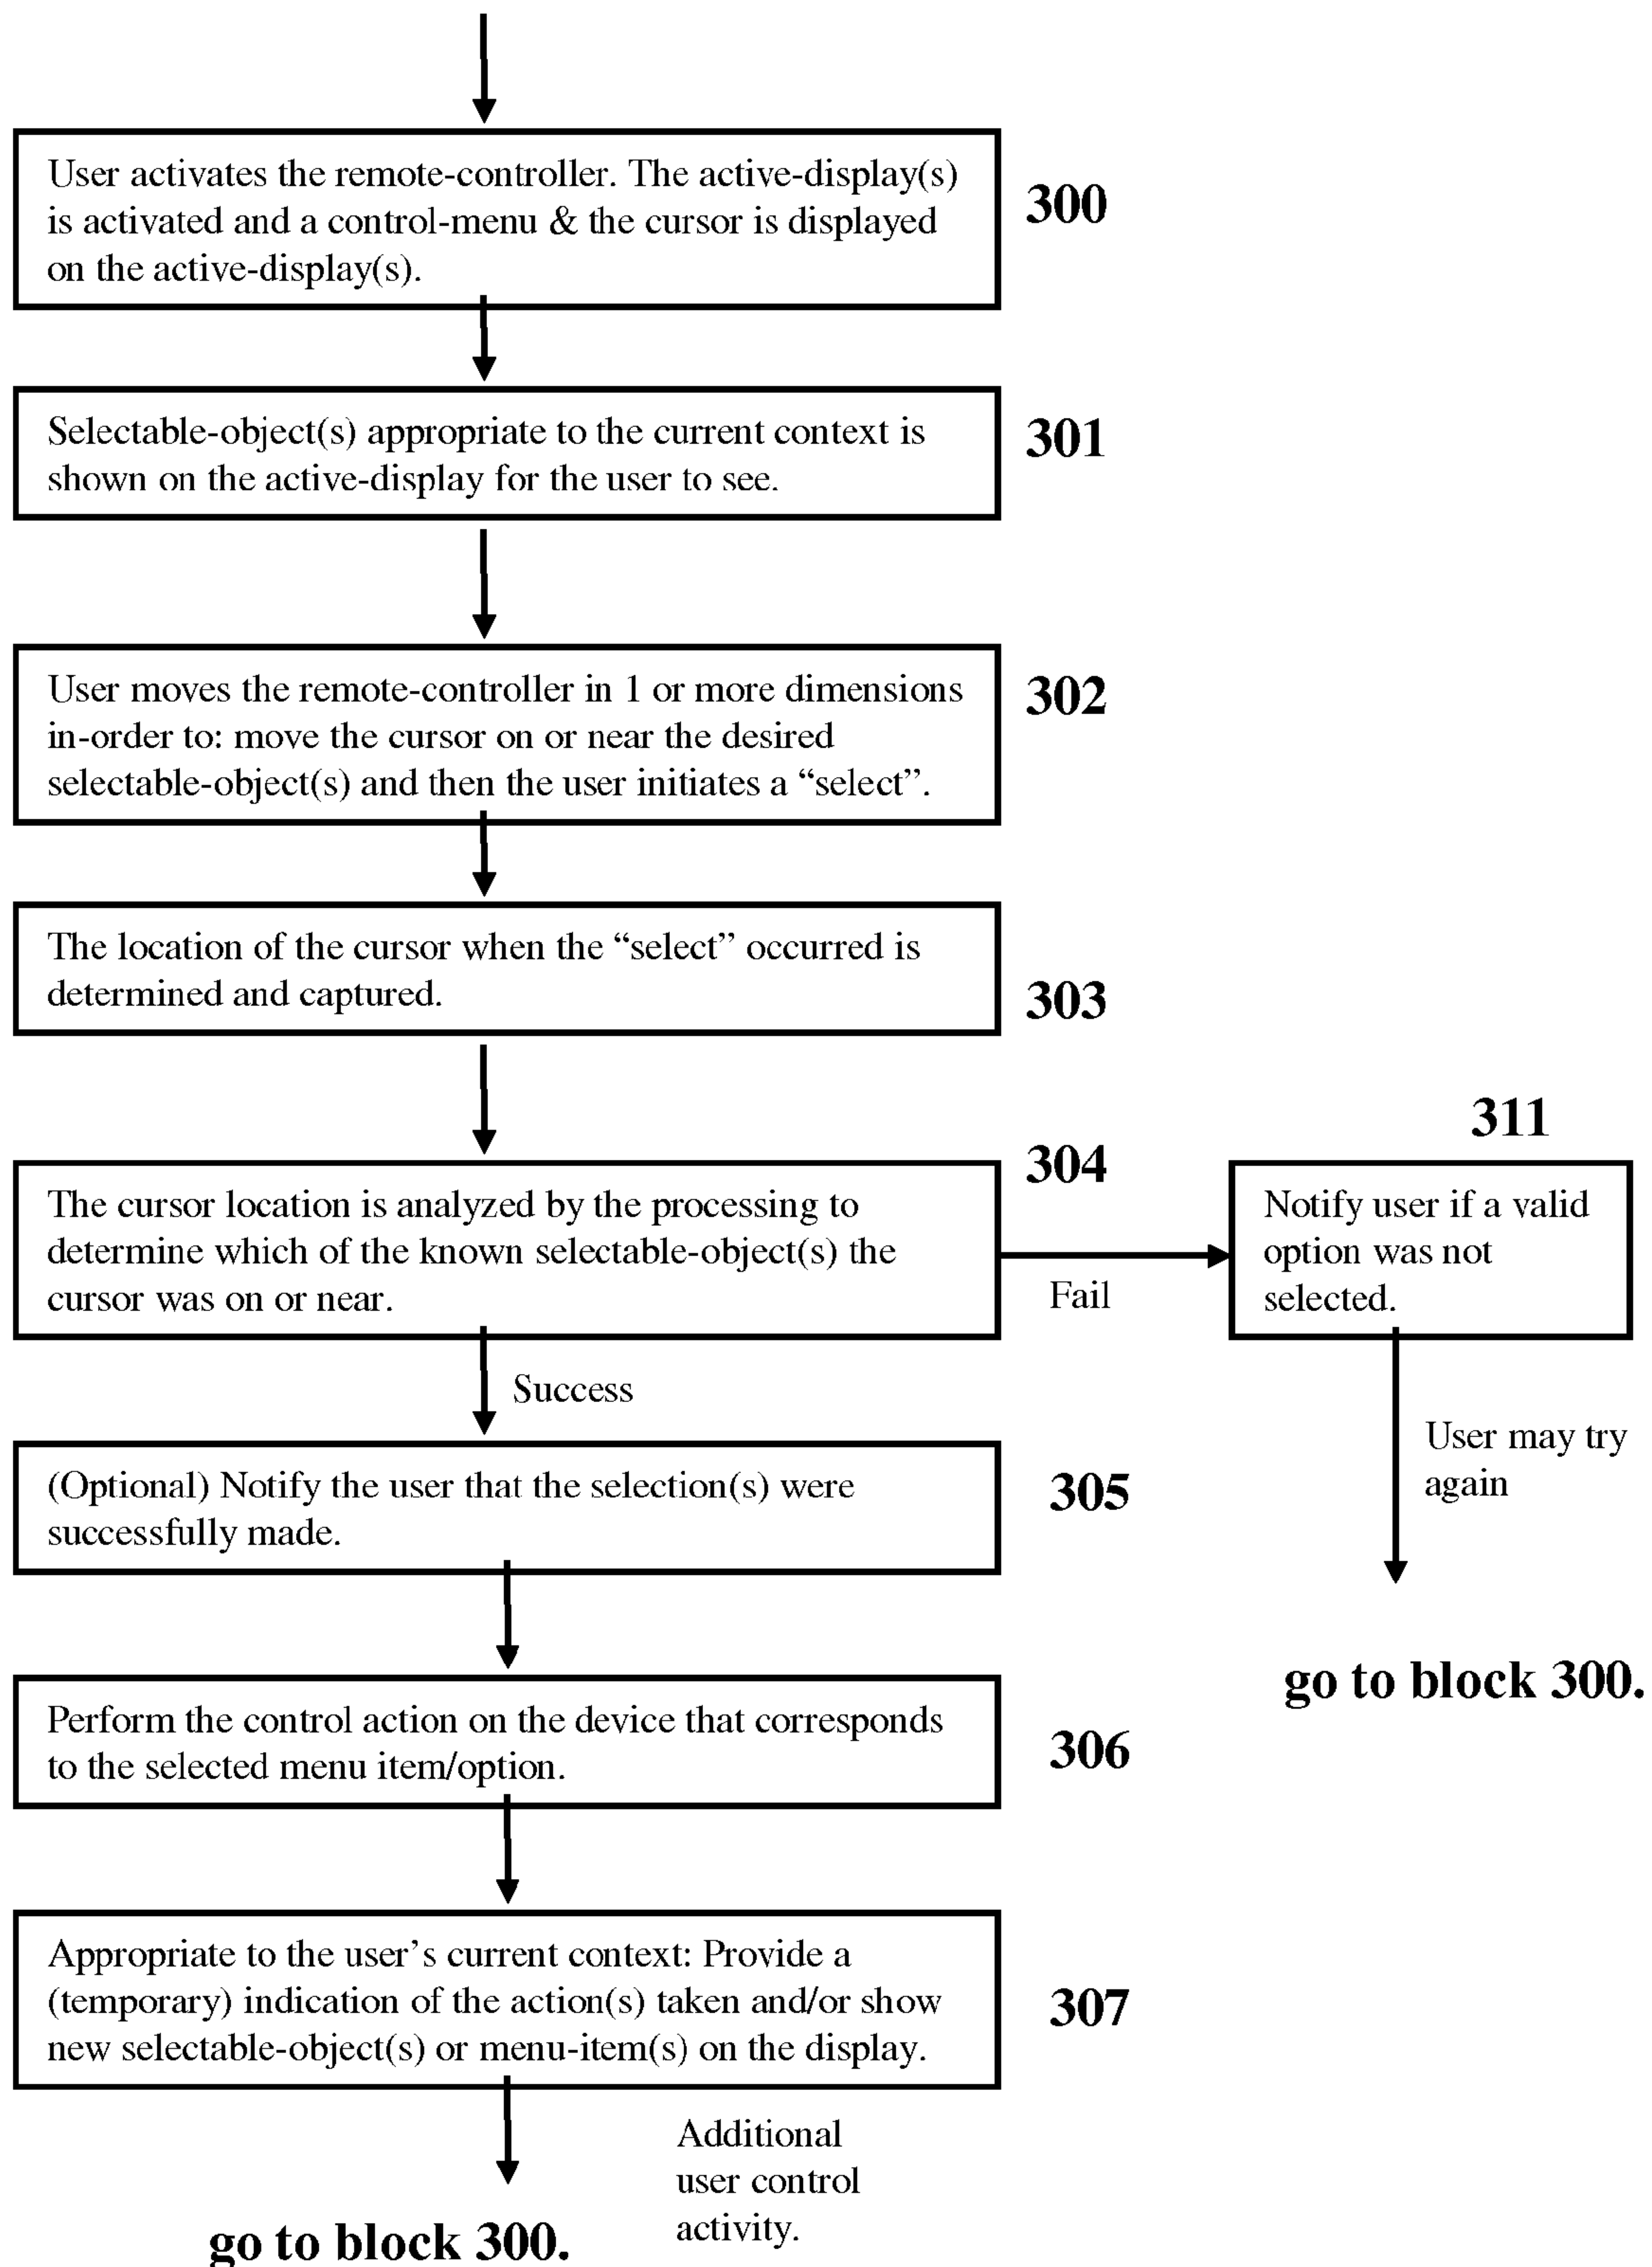 User activates the remote-controller. The active-display(s)
is activated and a control-menu & the cursor is displayed
on the active-display(s).
300
Selectable-object(s) appropriate to the current context is
shown on the active-display for the user to see.
301
User moves the remote-controller in 1 or more dimensions
in-order to: move the cursor on or near the desired
selectable-object(s) and then the user initiates a “select”.
302
The location of the cursor when the “select” occurred is
determined and captured.
303
The cursor location is analyzed by the processing to
determine which of the known selectable-object(s) the
cursor was on or near.
304
Fail
311
Notify user if a valid
option was not
selected.
User may try
again
go to block 300.
Success
(Optional) Notify the user that the selection(s) were
successfully made.
305
Perform the control action on the device that corresponds
to the selected menu item/option.
306
Appropriate to the user’s current context: Provide a
(temporary) indication of the action(s) taken and/or show
new selectable-object(s) or menu-item(s) on the display.
307
Additional
user control
activity.
go to block 300.